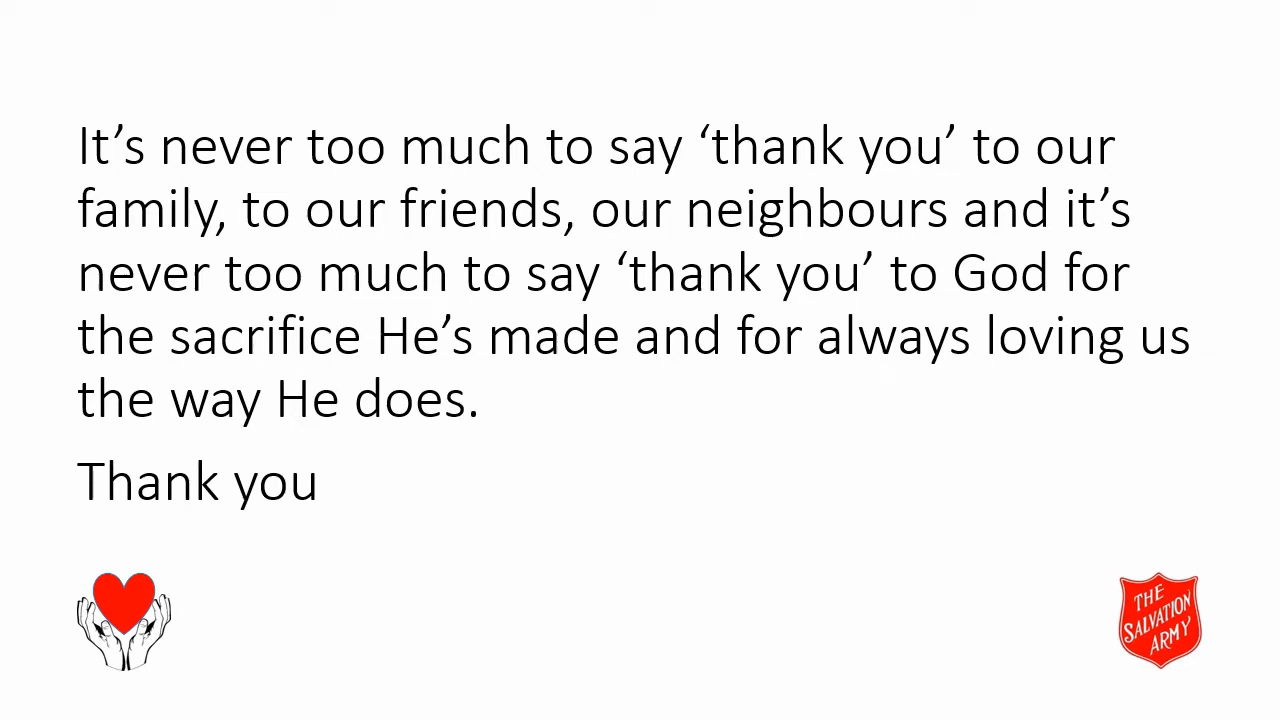 It’s never too much to say ‘thank you’ to our
family, to our friends, our neighbours and it’s
never too much to say ‘thank you’ to God for
the sacrifice He’s made and for always loving us
the way He does.
Thank you
THE
SALVATION
ARMY